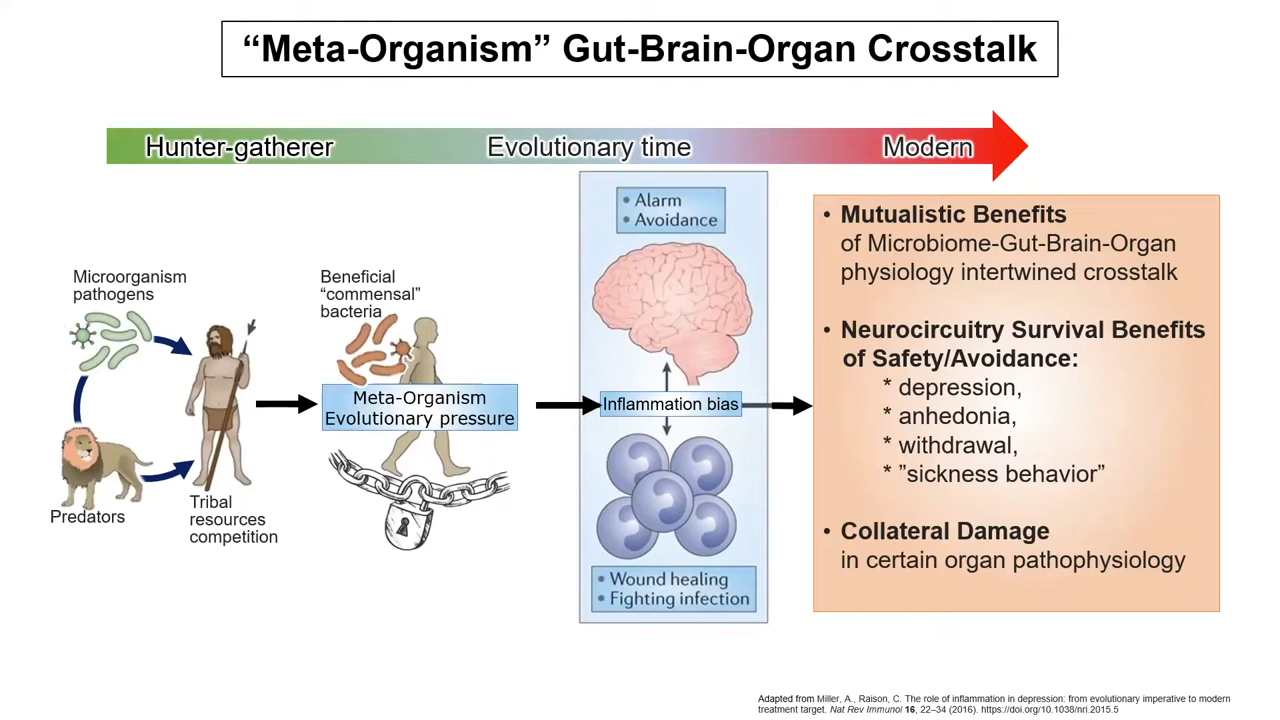 “Meta-Organism” Gut-Brain-Organ Crosstalk
Hunter-gatherer
Evolutionary time
Modern
Microorganism
pathogens
Predators
Tribal
resources
competition
Beneficial
“commensal”
bacteria
Meta-Organism
Evolutionary pressure
• Alarm
• Avoidance
Inflammation bias
• Wound healing
• Fighting infection
• Mutualistic Benefits
of Microbiome-Gut-Brain-Organ
physiology intertwined crosstalk
• Neurocircuitry Survival Benefits
of Safety/Avoidance:
* depression,
* anhedonia,
* withdrawal,
* ”sickness behavior”
• Collateral Damage
in certain organ pathophysiology
Adapted from Miller, A., Raison, C. The role of inflammation in depression: from evolutionary imperative to modern
treatment target. Nat Rev Immunol 16, 22–34 (2016). https://doi.org/10.1038/nri.2015.5